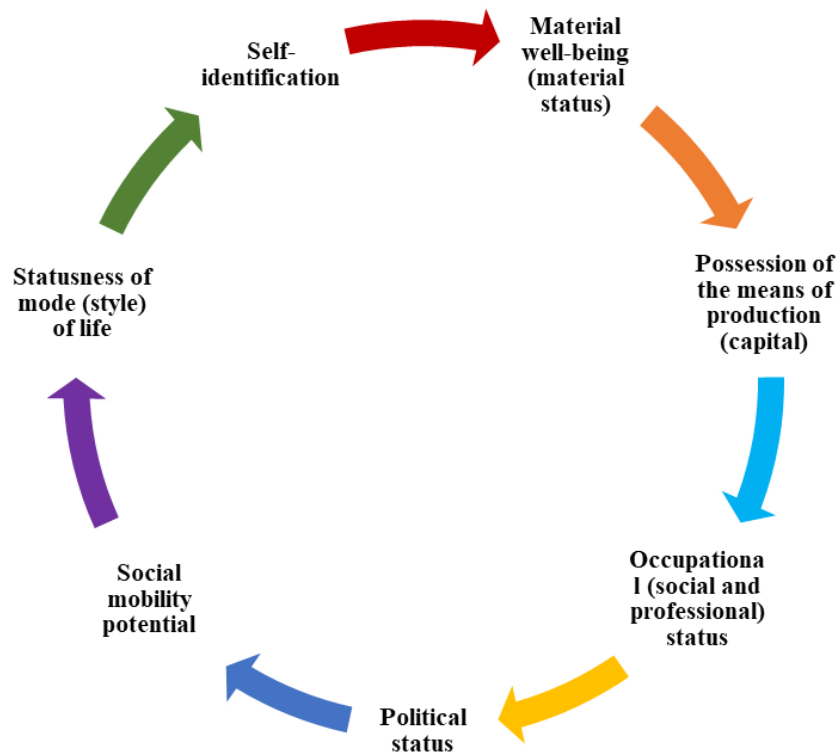 Self-
identification
Material
well-being
(material
status)
Possession of
the means of
production
(capital)
Occupationa
l (social and
professional)
status
Political
status
Social
mobility
potential
Statusness of
mode (style)
of life